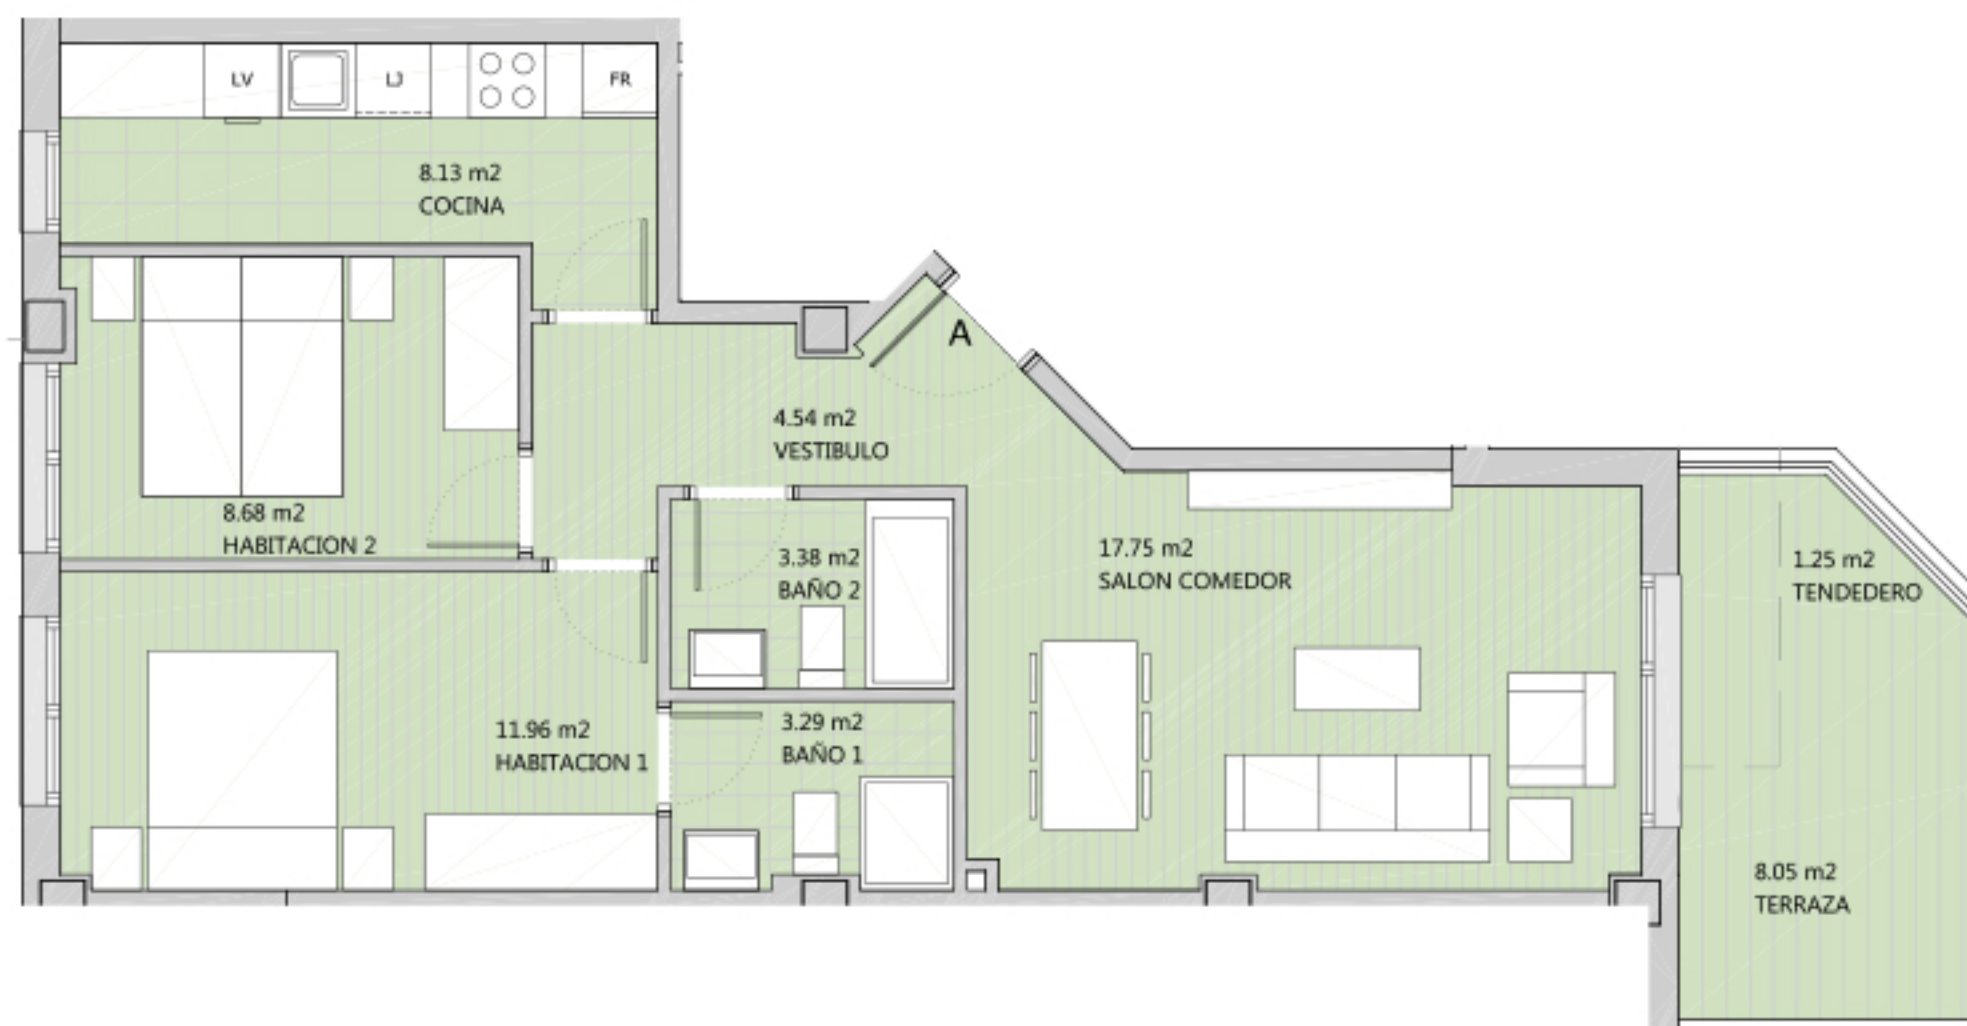 LV
LJ
FR
8.13 m2
COCINA
A
4.54 m2
VESTIBULO
8.68 m2
HABITACION 2
3.38 m2
BAÑO 2
17.75 m2
SALON COMEDOR
1.25 m2
TENDEDERO
11.96 m2
HABITACION 1
3.29 m2
BAÑO 1
8.05 m2
TERRAZA